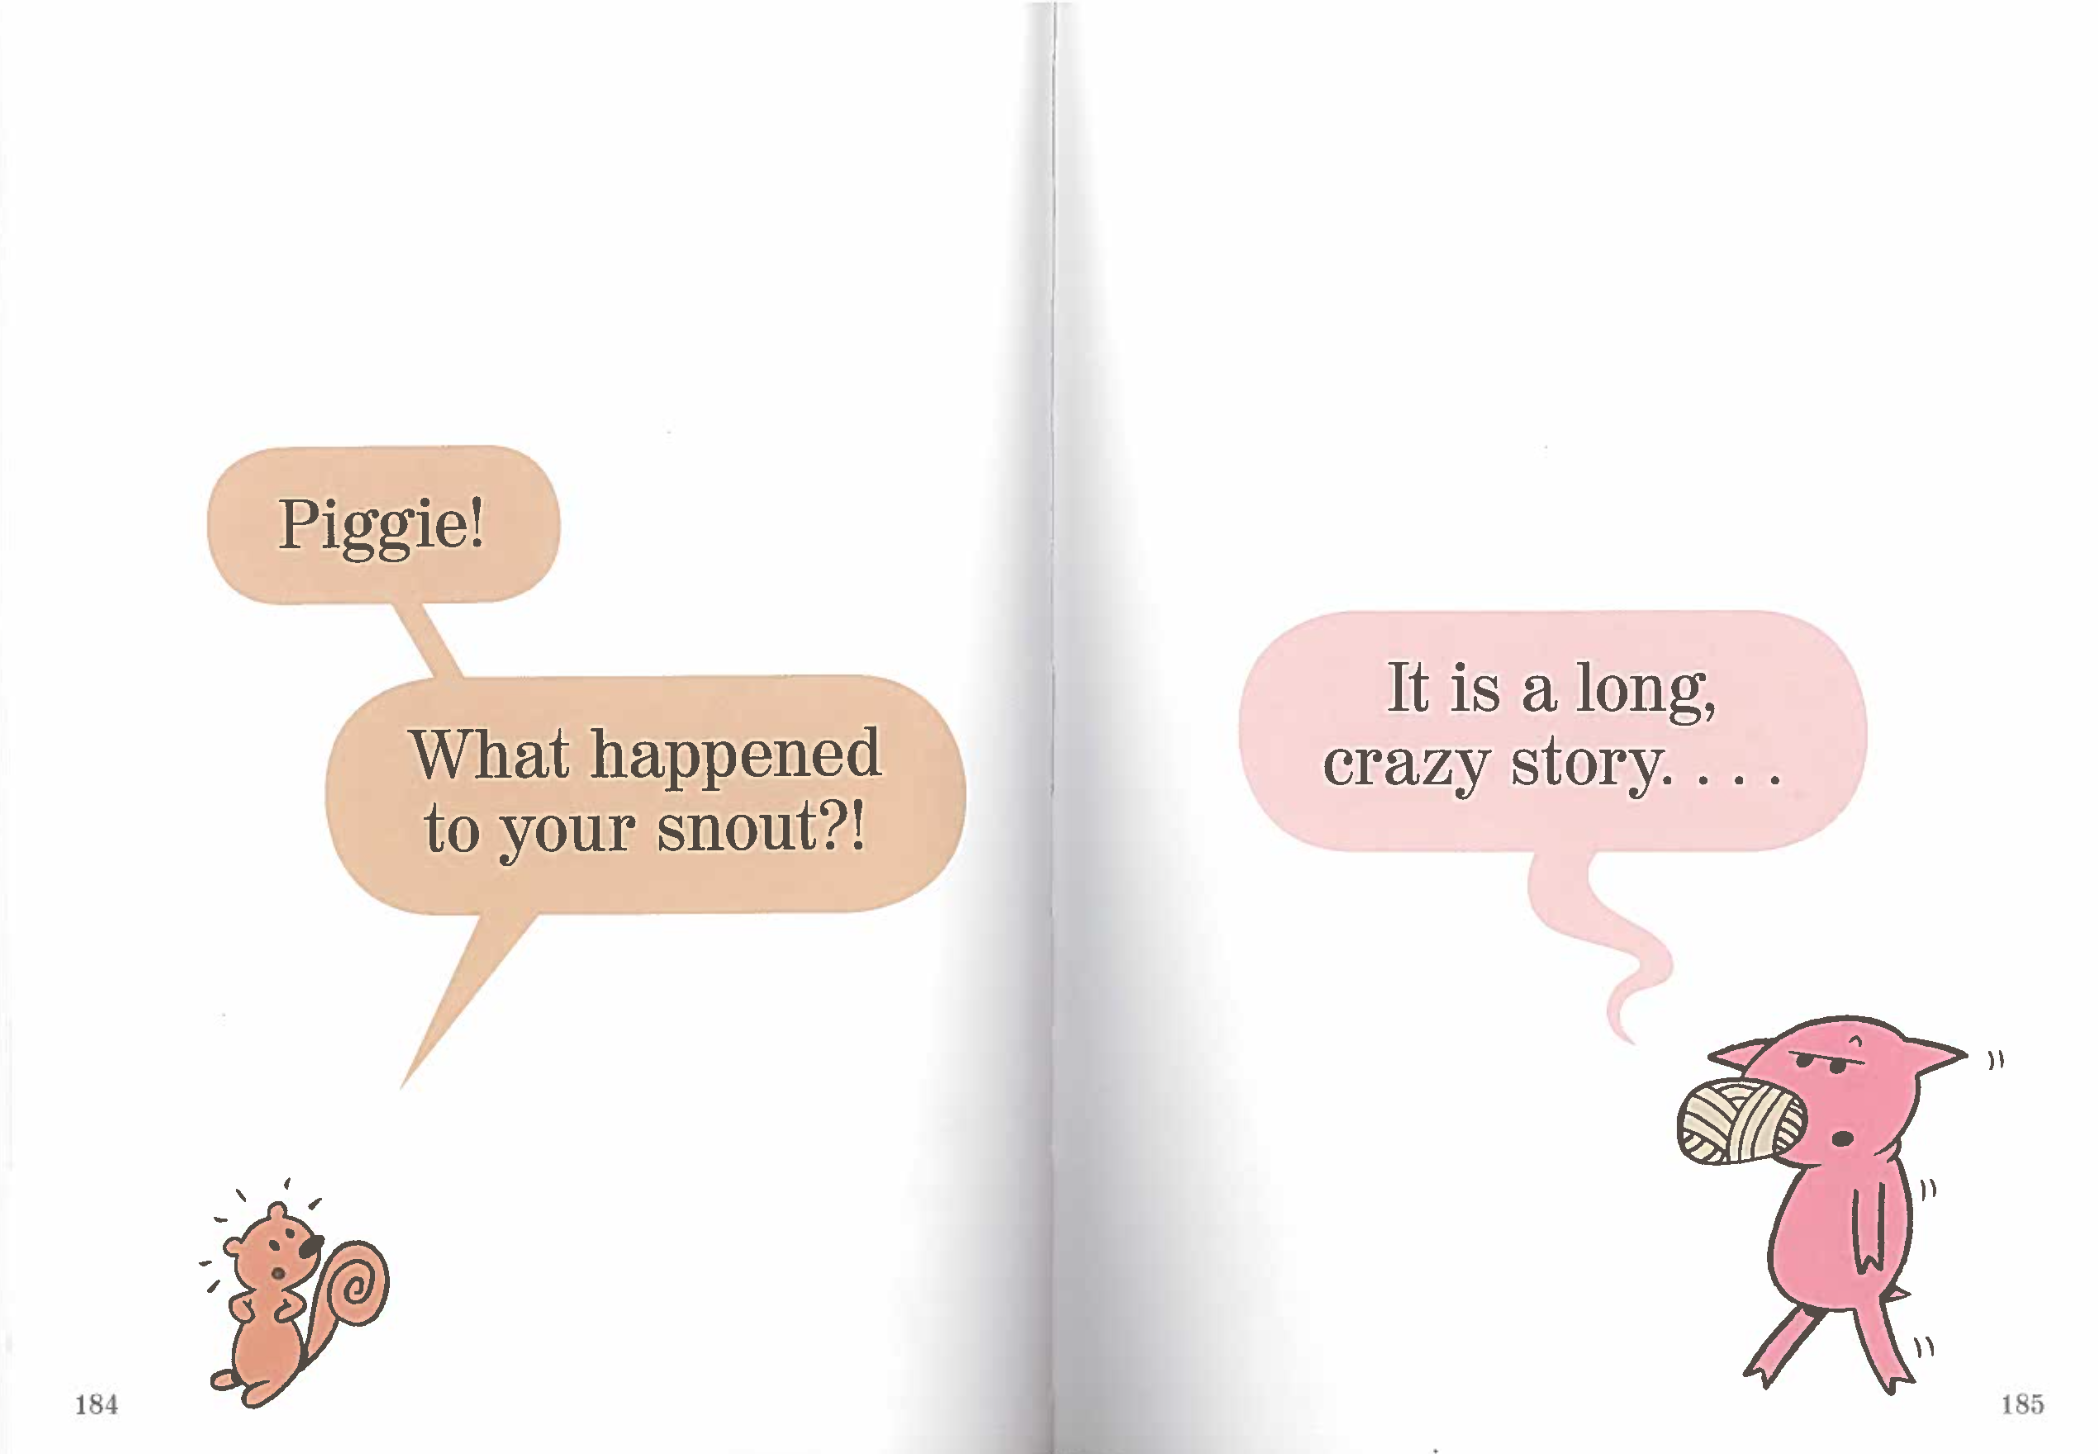 Piggie!
What happened
to your snout?!
184
It is a long,
crazy story. . . .
185